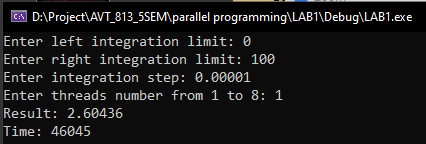 D:\Project\AVT_813_5SEM\parallel programming\LAB1\Debug\LAB1.exe
Enter left integration limit: 0
Enter right integration limit: 100
Enter integration step: 0.00001
Enter threads number from 1 to 8: 1
Result: 2.60436
Time: 46045